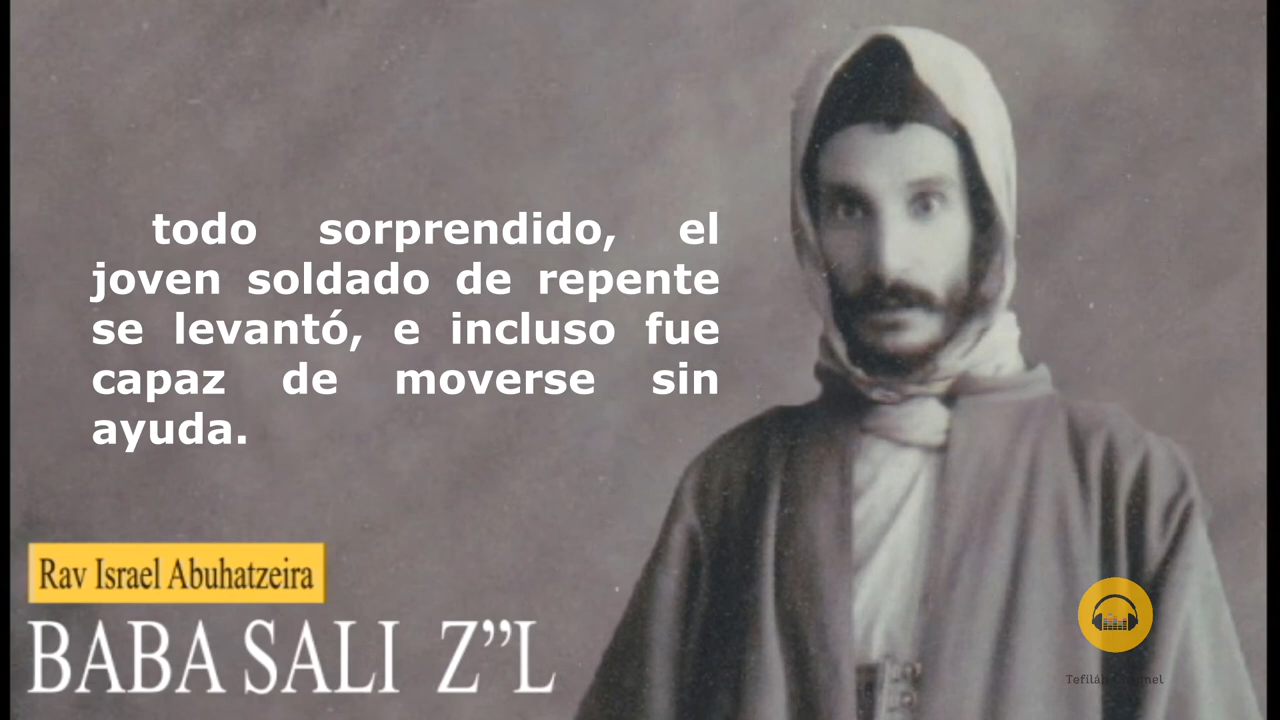 todo sorprendido, el
joven soldado de repente
se levantó, e incluso fue
capaz de moverse sin
ayuda.
Rav Israel Abuhatzeira
BABA SALI Z”L